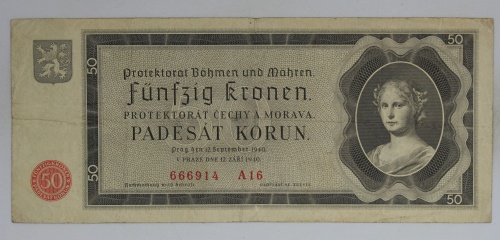 50
50
Protektorat Böhmen und Mähren.
Fünfzig Kronen.
PROTEKTORÁT ČECHY A MORAVA.
PADESÁT KORUN.
Prag den 12. September 1940.
V PRAZE DNE 12. ZÁŘÍ 1940.
666914 A16
50
50
50